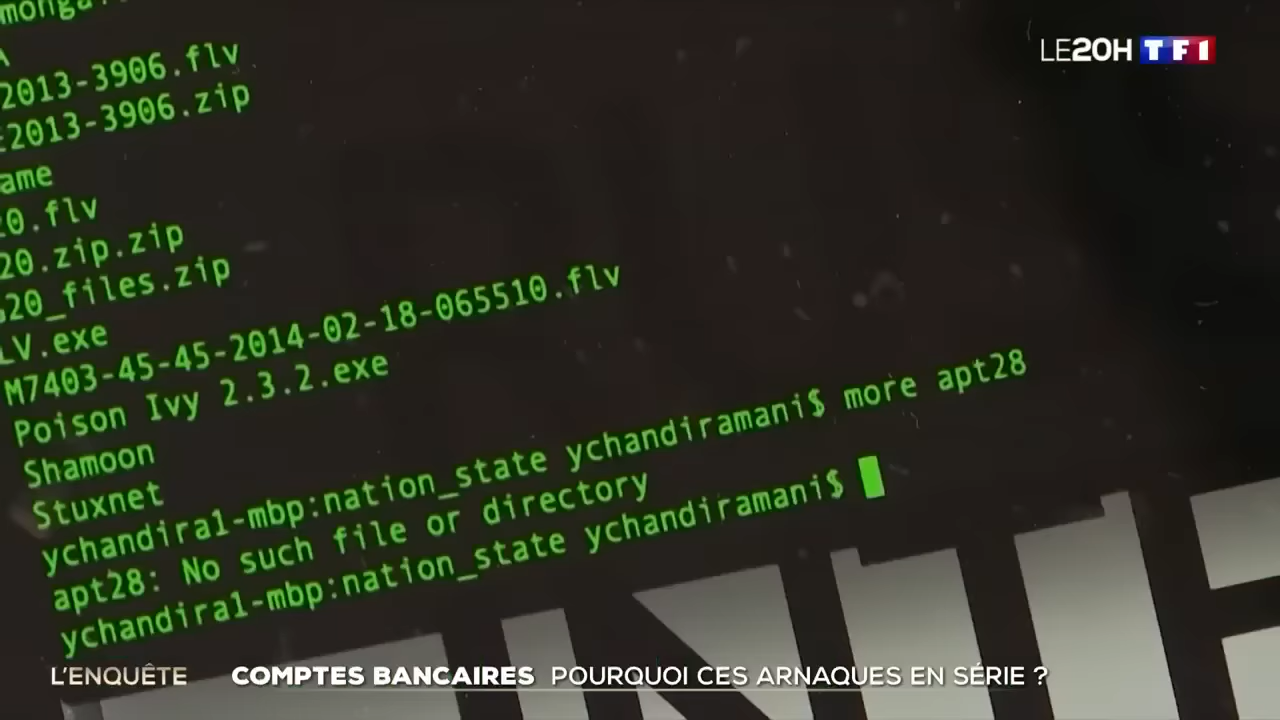 LE20H TF1
2013-3906.flv
2013-3906.zip
ame
0.flv
20.zip.zip
20_files.zip
LV.exe
M7403-45-45-2014-02-18-065510.flv
Poison Ivy 2.3.2.exe
Shamoon
Stuxnet
ychandira1-mbp:nation_state ychandiramani$ more apt28
apt28: No such file or directory
ychandira1-mbp:nation_state ychandiramani$
L'ENQUÊTE COMPTES BANCAIRES POURQUOI CES ARNAQUES EN SÉRIE ?